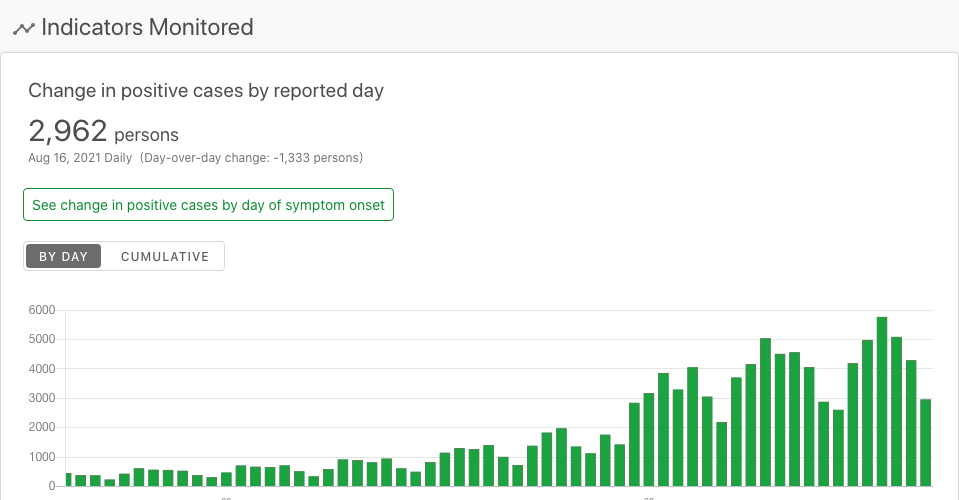 Indicators Monitored
Change in positive cases by reported day
2,962 persons
Aug 16, 2021 Daily (Day-over-day change: -1,333 persons)
See change in positive cases by day of symptom onset
BY DAY CUMULATIVE
6000
5000
4000
3000
2000
1000
0